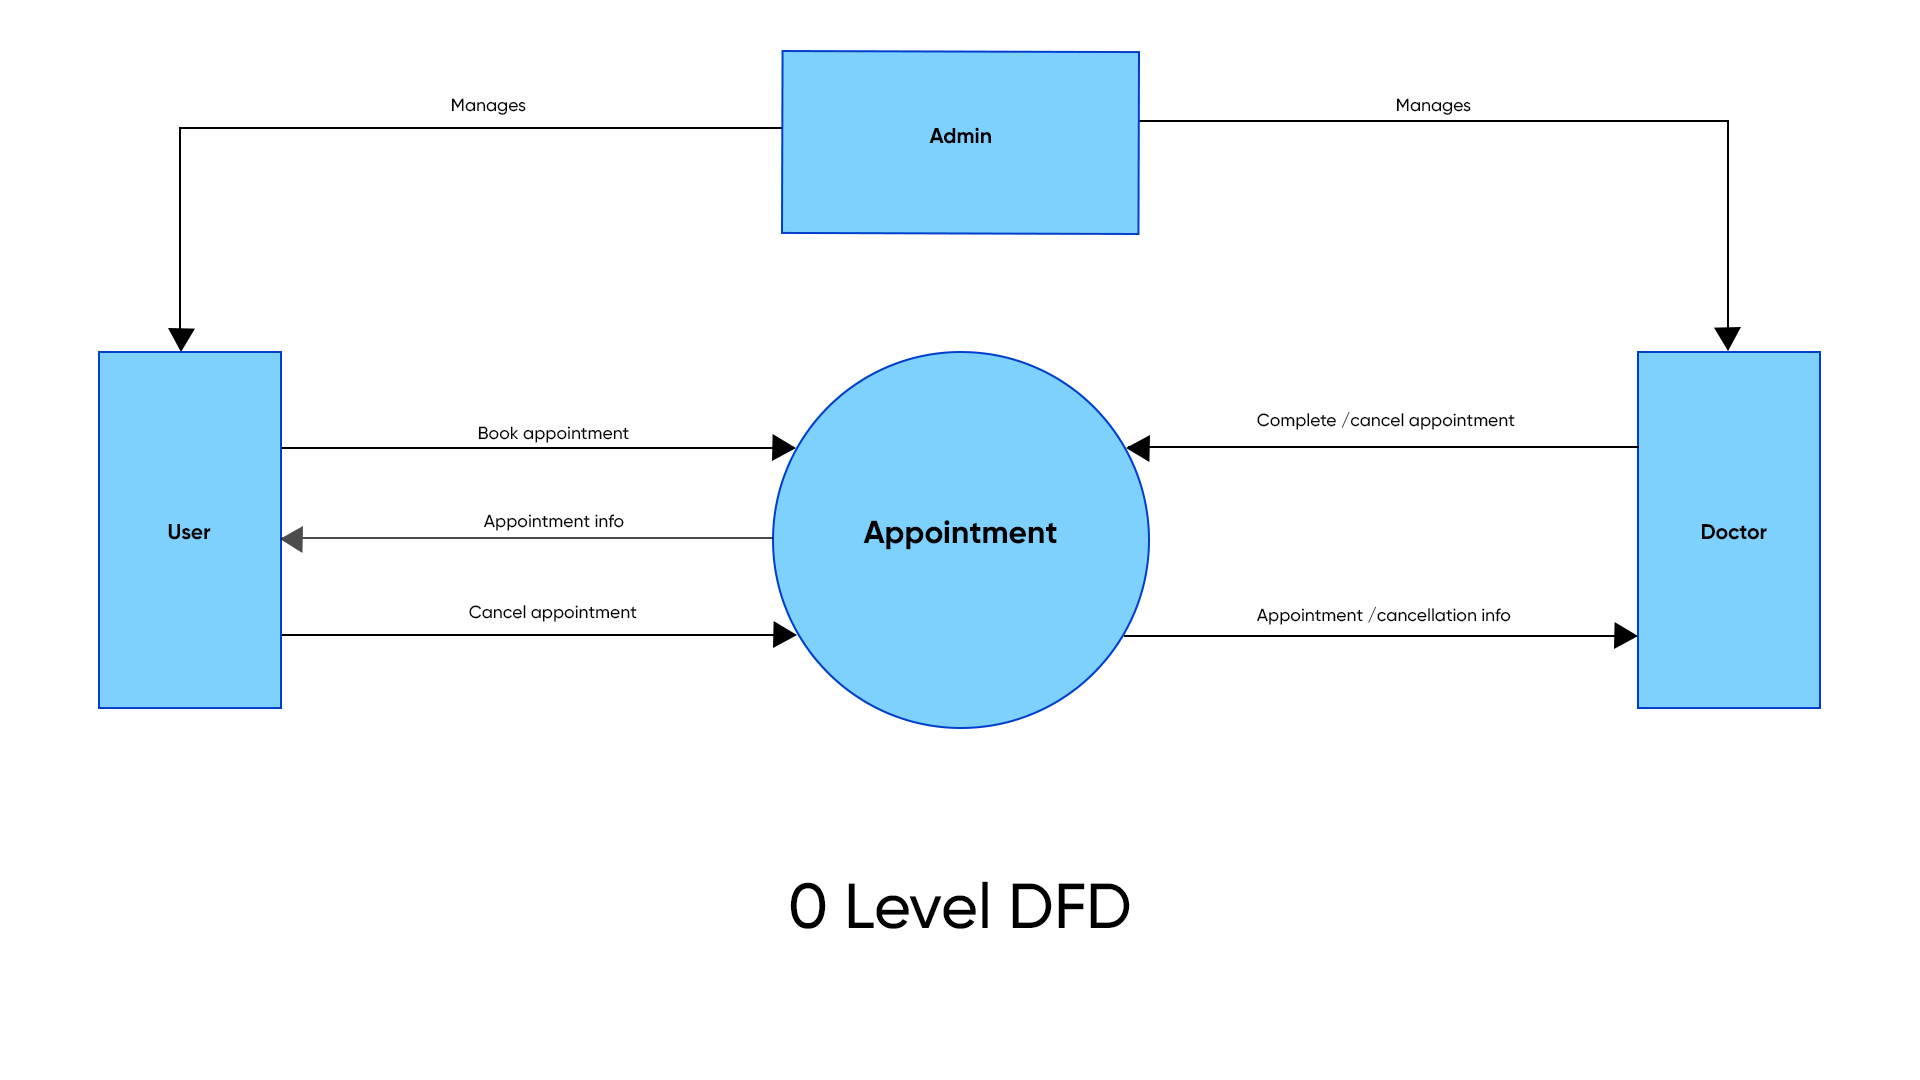 Manages
Manages
Admin
Book appointment
Complete /cancel appointment
Appointment info
User
Appointment
Doctor
Cancel appointment
Appointment /cancellation info
0 Level DFD